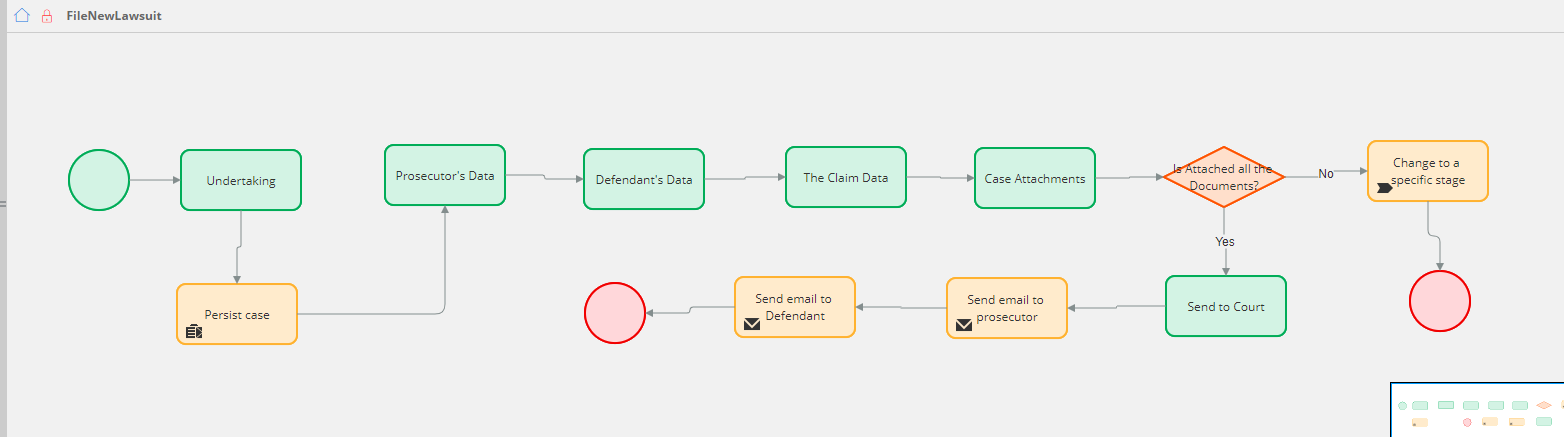 FileNewLawsuit
Undertaking
Persist case
Prosecutor's Data
Defendant's Data
The Claim Data
Case Attachments
Is Attached all the
Documents?
No
Change to a
specific stage
Yes
Send to Court
Send email to
prosecutor
Send email to
Defendant